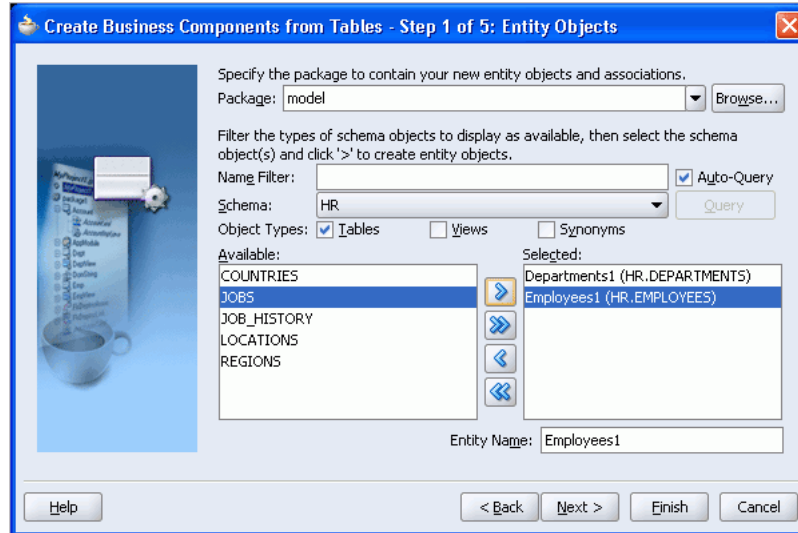 Create Business Components from Tables - Step 1 of 5: Entity Objects
Specify the package to contain your new entity objects and associations.
Package: model Browse...
Filter the types of schema objects to display as available, then select the schema
object(s) and click '>' to create entity objects.
Name Filter: Auto-Query
Schema: HR Query
Object Types: Tables Views Synonyms
Available: Selected:
COUNTRIES Departments1 (HR.DEPARTMENTS)
JOBS Employees1 (HR.EMPLOYEES)
JOB_HISTORY
LOCATIONS
REGIONS
Entity Name: Employees1
Help < Back Next > Finish Cancel